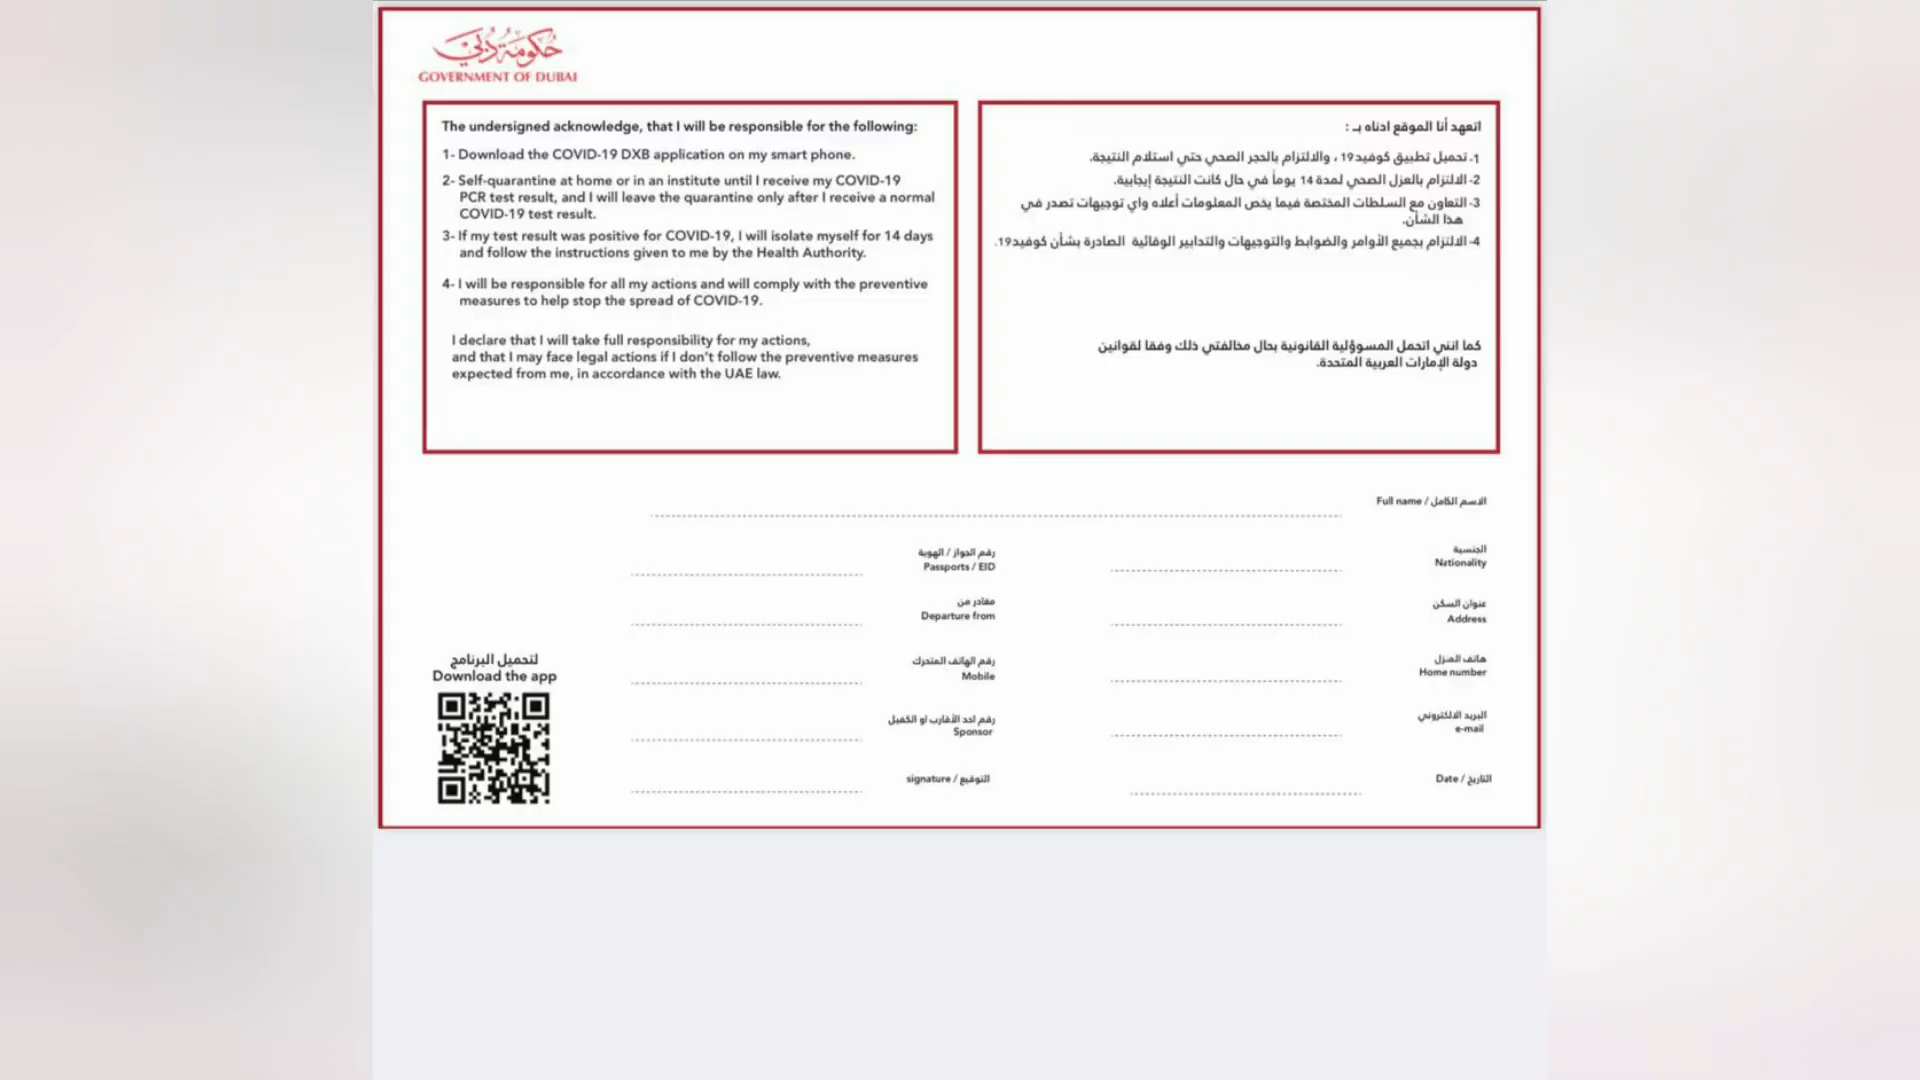 حكومة دبي
GOVERNMENT OF DUBAI
The undersigned acknowledge, that I will be responsible for the following:
1- Download the COVID-19 DXB application on my smart phone.
2- Self-quarantine at home or in an institute until I receive my COVID-19
PCR test result, and I will leave the quarantine only after I receive a normal
COVID-19 test result.
3- If my test result was positive for COVID-19, I will isolate myself for 14 days
and follow the instructions given to me by the Health Authority.
4- I will be responsible for all my actions and will comply with the preventive
measures to help stop the spread of COVID-19.
I declare that I will take full responsibility for my actions,
and that I may face legal actions if I don't follow the preventive measures
expected from me, in accordance with the UAE law.
اتعهد أنا الموقع ادناه بـ :
1- تحميل تطبيق كوفيد19 ، والالتزام بالحجر الصحي حتي استلام النتيجة.
2- الالتزام بالعزل الصحي لمدة 14 يوماً في حال كانت النتيجة إيجابية.
3- التعاون مع السلطات المختصة فيما يخص المعلومات أعلاه واي توجيهات تصدر في
هذا الشأن.
4- الالتزام بجميع الأوامر والضوابط والتوجيهات والتدابير الوقائية الصادرة بشأن كوفيد19.
كما انني اتحمل المسوؤلية القانونية بحال مخالفتي ذلك وفقا لقوانين
دولة الإمارات العربية المتحدة.
الاسم الكامل / Full name
الجنسية
Nationality
رقم الجواز / الهوية
Passports / EID
عنوان السكن
Address
مغادر من
Departure from
هاتف المنزل
Home number
رقم الهاتف المتحرك
Mobile
البريد الالكتروني
e-mail
رقم احد الأقارب او الكفيل
Sponsor
التاريخ / Date
التوقيع / signature
لتحميل البرنامج
Download the app